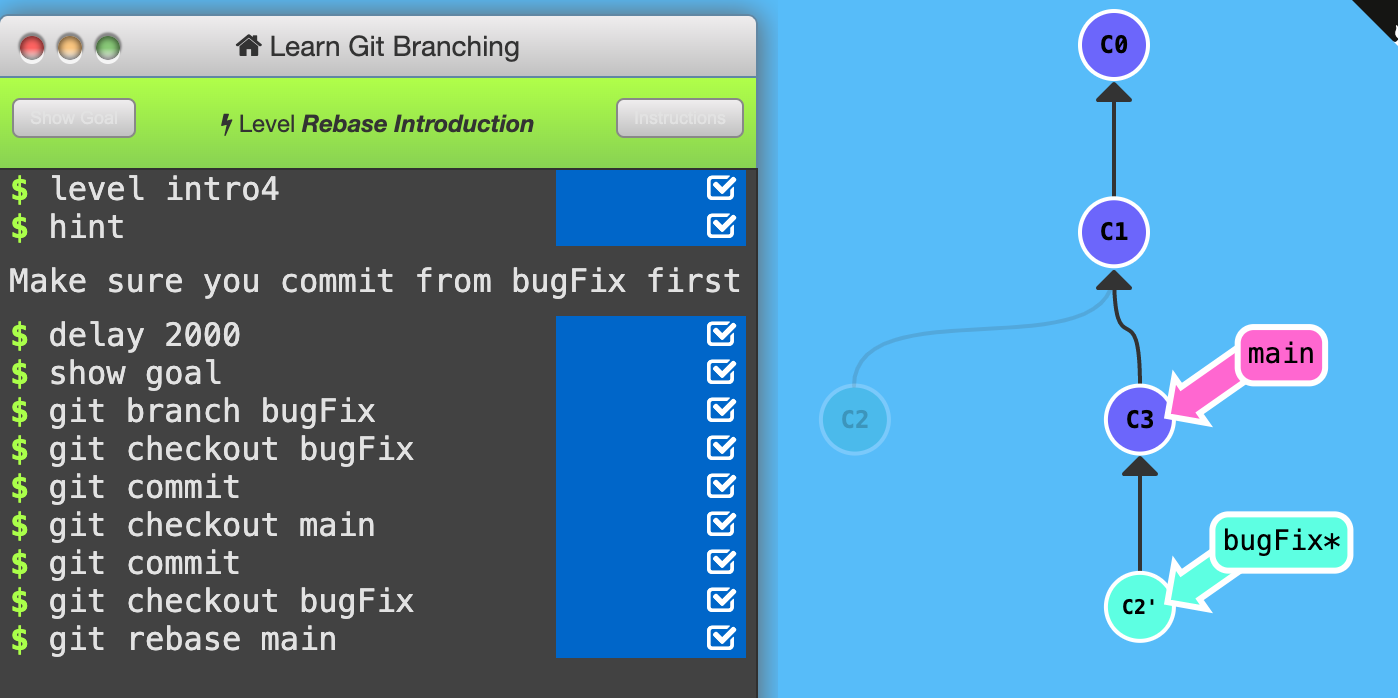 Learn Git Branching
Show Goal
Level Rebase Introduction
Instructions
$ level intro4
$ hint
Make sure you commit from bugFix first
$ delay 2000
$ show goal
$ git branch bugFix
$ git checkout bugFix
$ git commit
$ git checkout main
$ git commit
$ git checkout bugFix
$ git rebase main
C0
C1
main
C2
C3
bugFix*
C2'